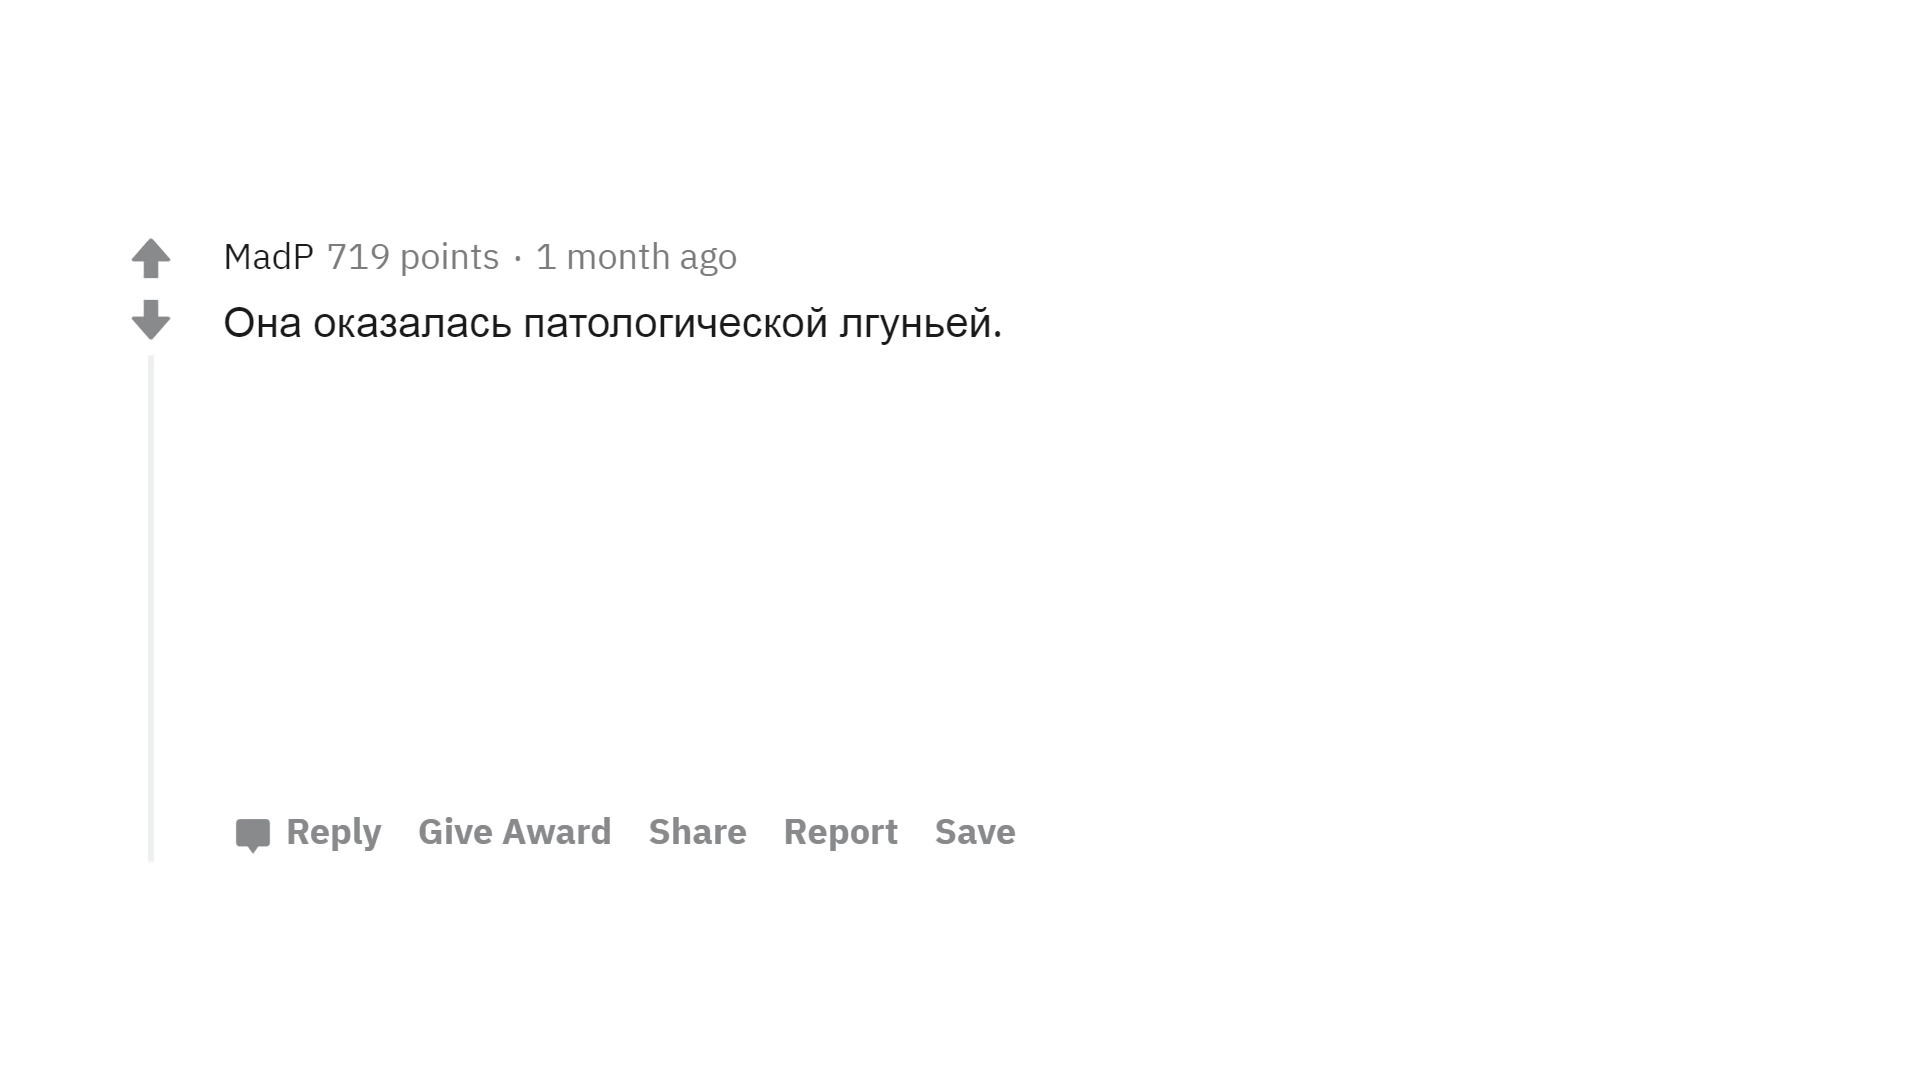 MadP 719 points · 1 month ago
Она оказалась патологической лгуньей.
Reply Give Award Share Report Save